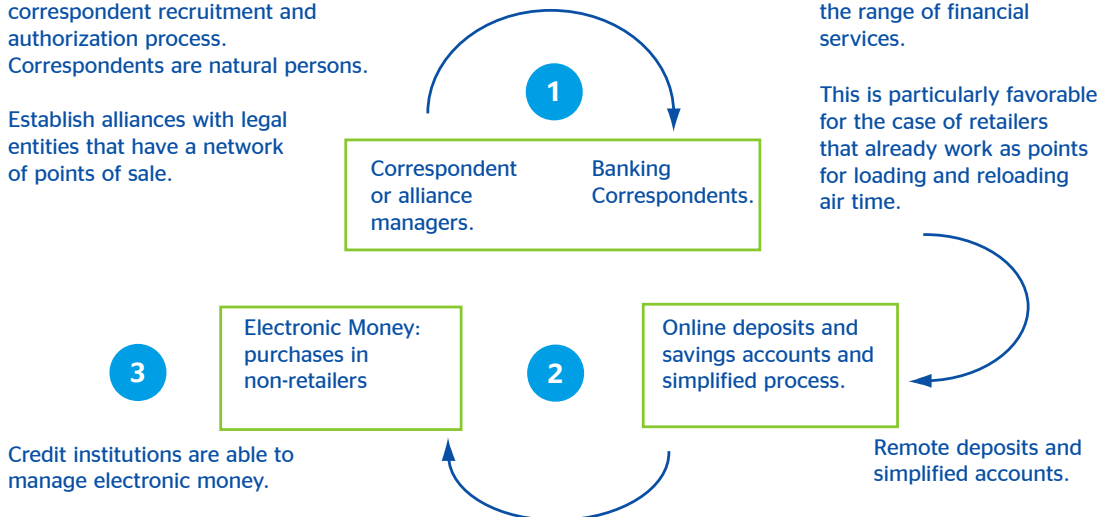 correspondent recruitment and
authorization process.
Correspondents are natural persons.
Establish alliances with legal
entities that have a network
of points of sale.
1
the range of financial
services.
This is particularly favorable
for the case of retailers
that already work as points
for loading and reloading
air time.
Correspondent
or alliance
managers.
Banking
Correspondents.
3
Electronic Money:
purchases in
non-retailers
2
Online deposits and
savings accounts and
simplified process.
Credit institutions are able to
manage electronic money.
Remote deposits and
simplified accounts.